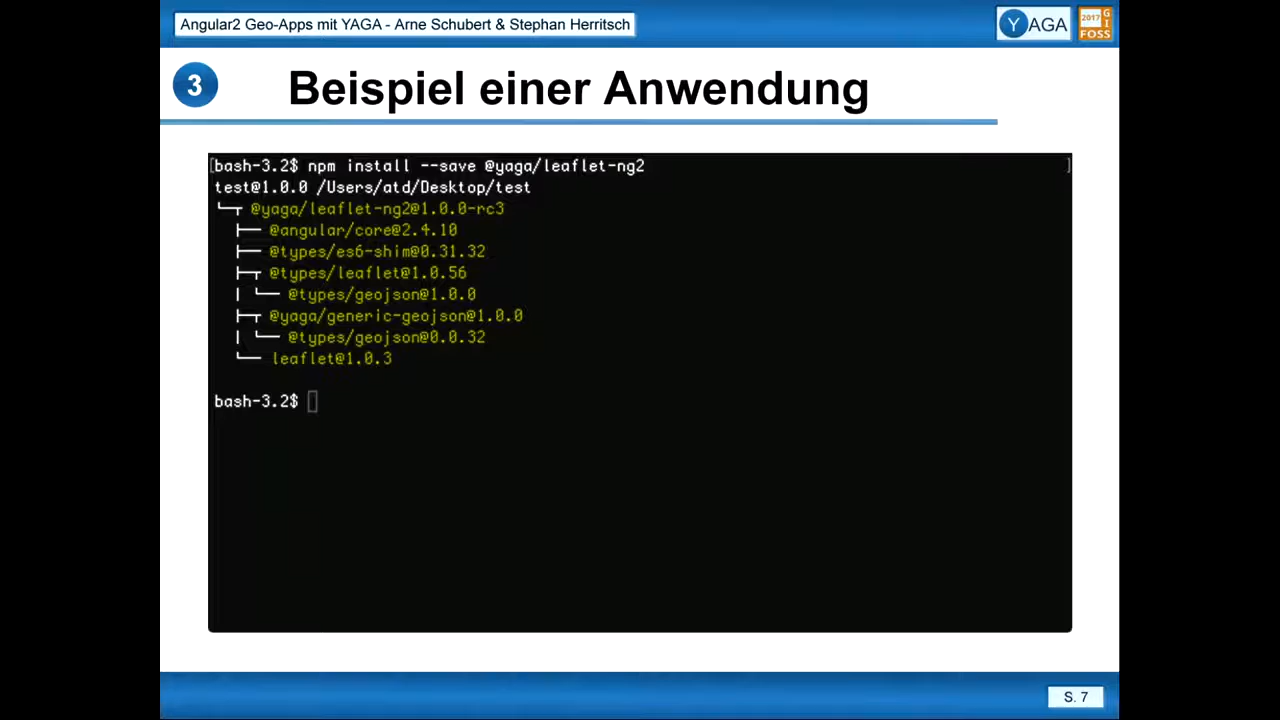 Angular2 Geo-Apps mit YAGA - Arne Schubert & Stephan Herritsch
YAGA
2017 GI
FOSS
3
Beispiel einer Anwendung
[bash-3.2$ npm install --save @yaga/leaflet-ng2 ]
test@1.0.0 /Users/atd/Desktop/test
└─┬ @yaga/leaflet-ng2@1.0.0-rc3
  ├── @angular/core@2.4.10
  ├── @types/es6-shim@0.31.32
  ├─┬ @types/leaflet@1.0.56
  | └── @types/geojson@1.0.0
  ├─┬ @yaga/generic-geojson@1.0.0
  | └── @types/geojson@0.0.32
  └── leaflet@1.0.3
bash-3.2$
S. 7